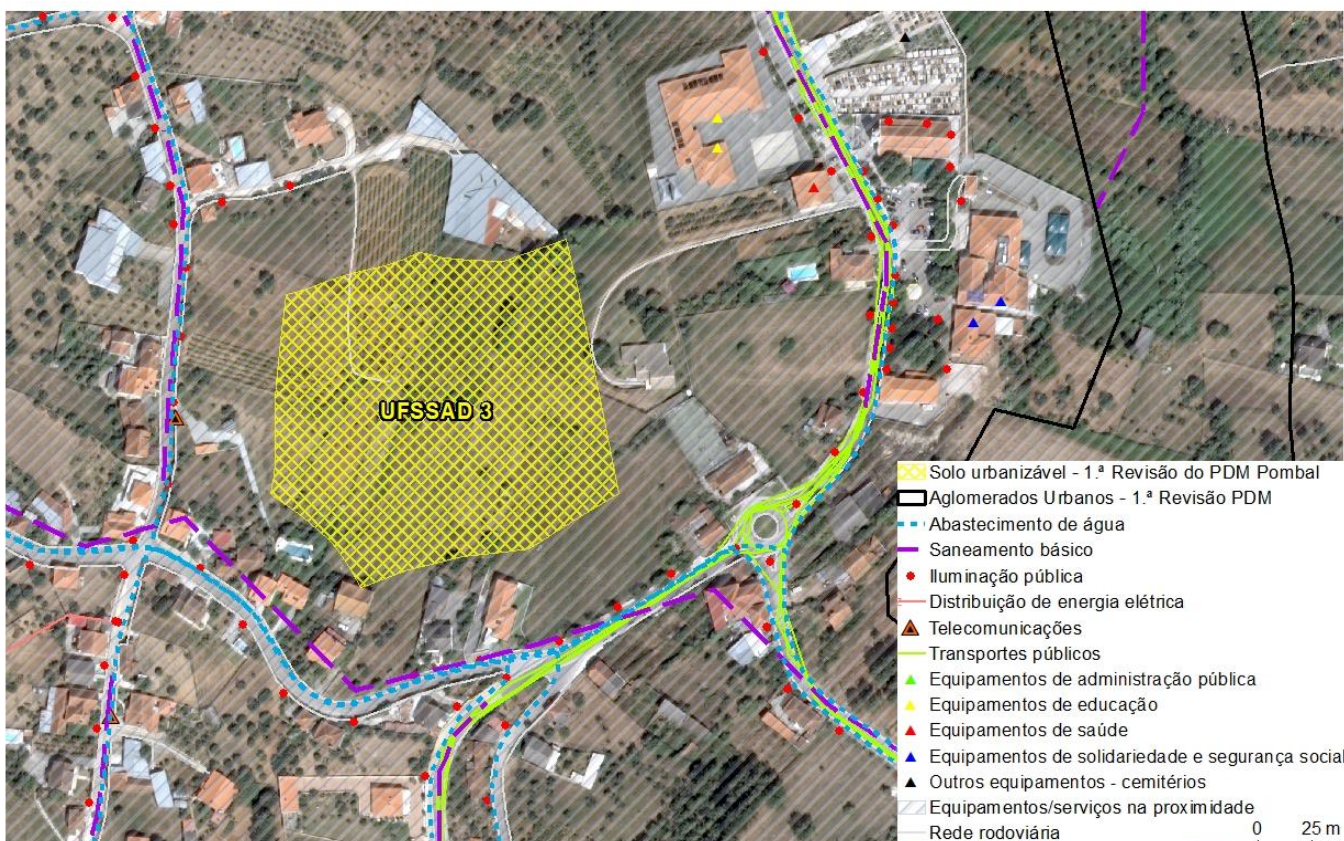 UFSSAD 3
Solo urbanizável - 1.ª Revisão do PDM Pombal
Aglomerados Urbanos - 1.ª Revisão PDM
Abastecimento de água
Saneamento básico
Iluminação pública
Distribuição de energia elétrica
Telecomunicações
Transportes públicos
Equipamentos de administração pública
Equipamentos de educação
Equipamentos de saúde
Equipamentos de solidariedade e segurança social
Outros equipamentos - cemitérios
Equipamentos/serviços na proximidade
Rede rodoviária
0 25 m